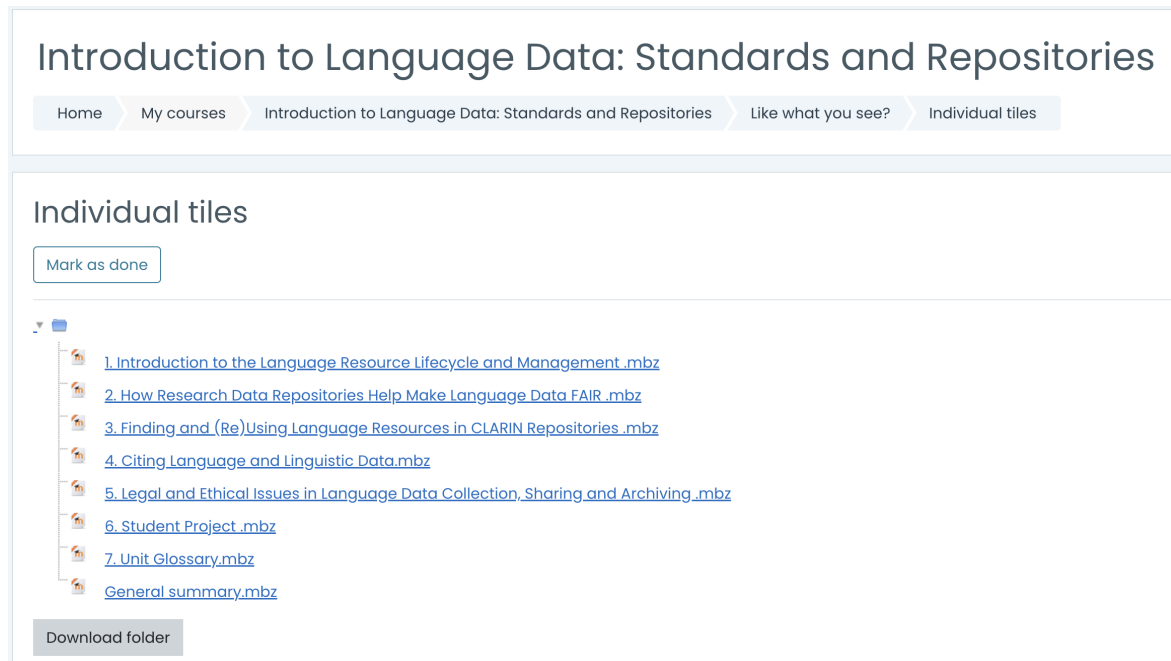 Introduction to Language Data: Standards and Repositories
Home My courses Introduction to Language Data: Standards and Repositories Like what you see? Individual tiles
Individual tiles
Mark as done
1. Introduction to the Language Resource Lifecycle and Management .mbz
2. How Research Data Repositories Help Make Language Data FAIR .mbz
3. Finding and (Re)Using Language Resources in CLARIN Repositories .mbz
4. Citing Language and Linguistic Data.mbz
5. Legal and Ethical Issues in Language Data Collection, Sharing and Archiving .mbz
6. Student Project .mbz
7. Unit Glossary.mbz
General summary.mbz
Download folder